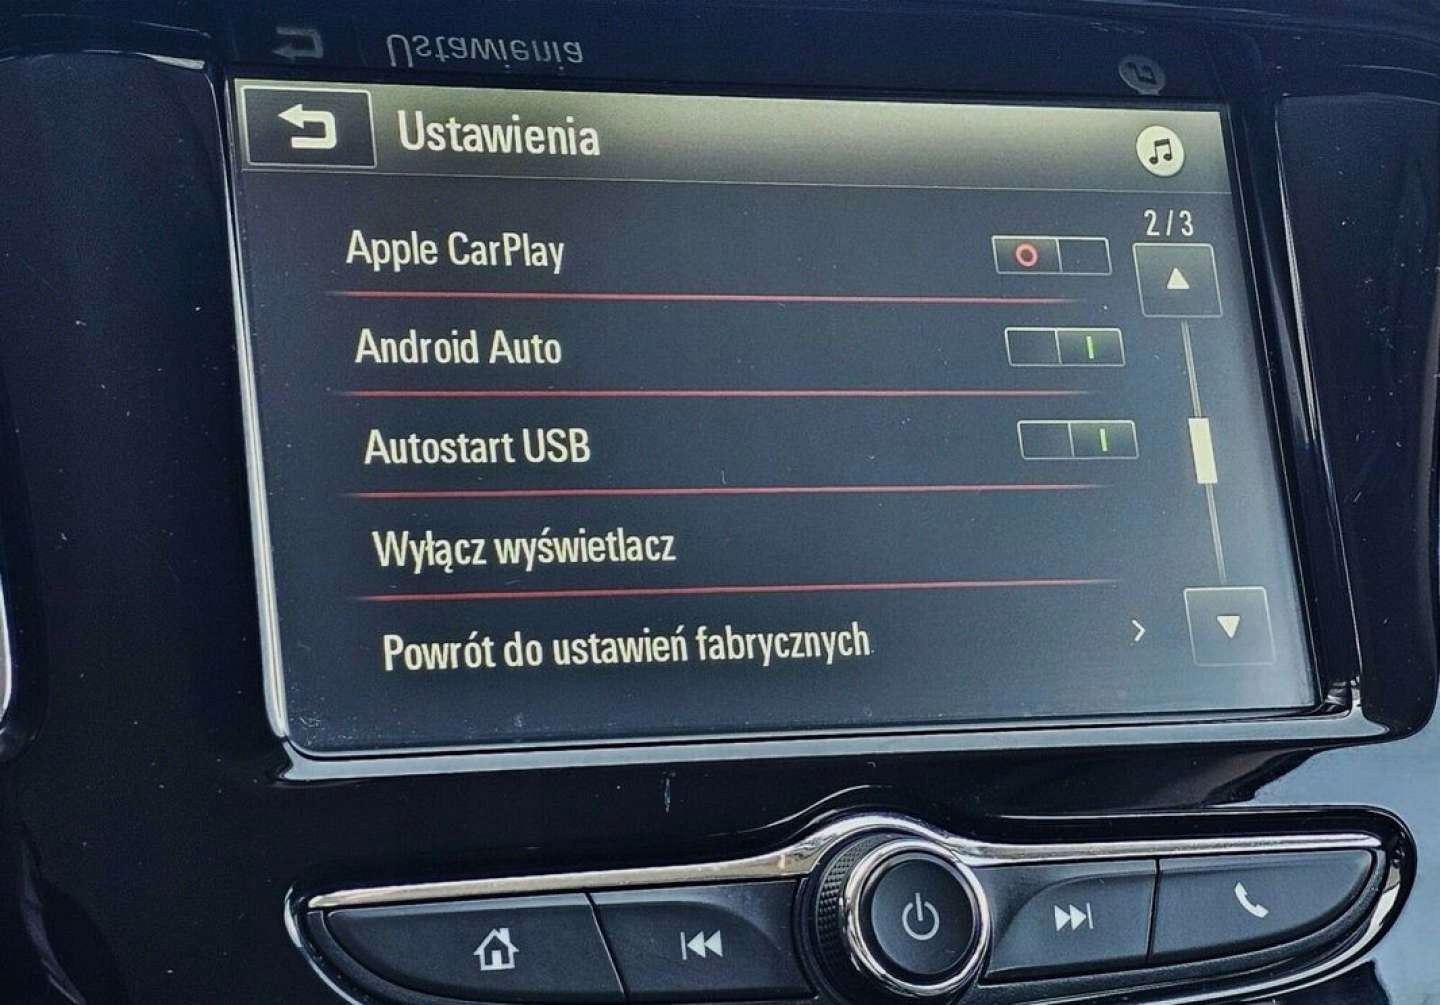 Ustawienia
2/3
Apple CarPlay
Android Auto
Autostart USB
Wyłącz wyświetlacz
Powrót do ustawień fabrycznych